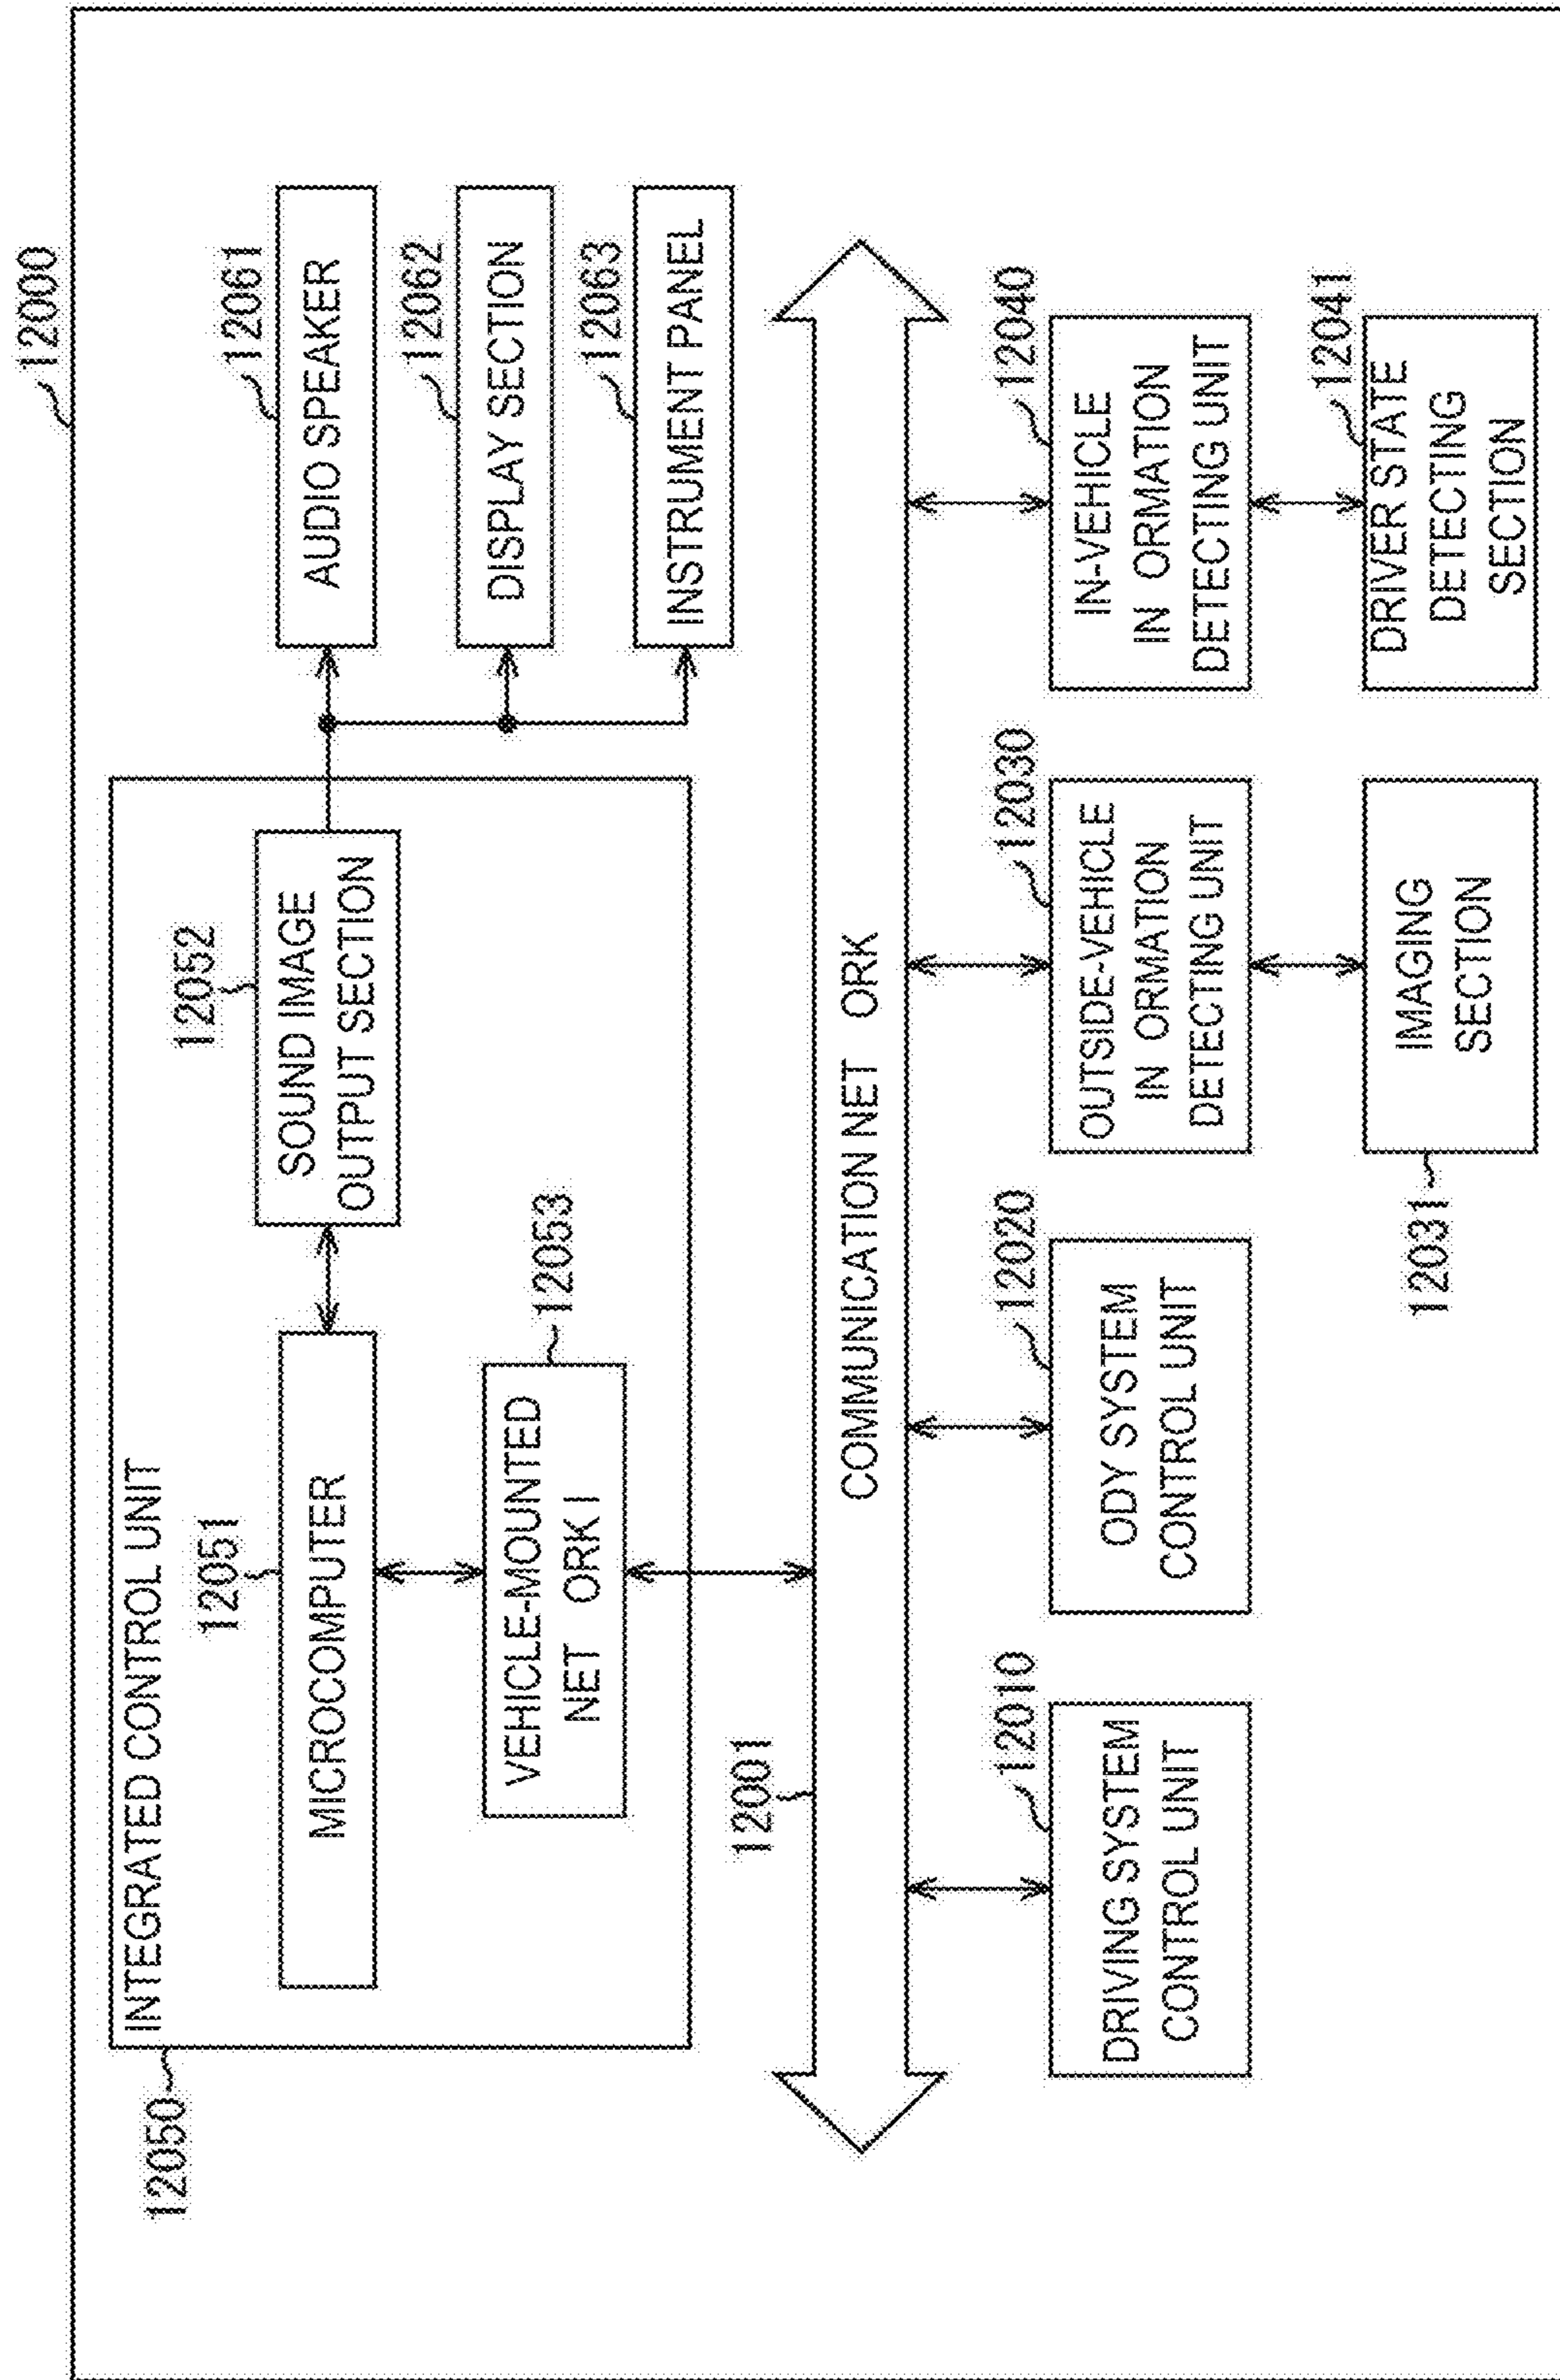 12000
12050
INTEGRATED CONTROL UNIT
12051
MICROCOMPUTER
12052
SOUND IMAGE
OUTPUT SECTION
12053
VEHICLE-MOUNTED
NET ORK I
12061
AUDIO SPEAKER
12062
DISPLAY SECTION
12063
INSTRUMENT PANEL
12001
COMMUNICATION NET ORK
12010
DRIVING SYSTEM
CONTROL UNIT
12020
ODY SYSTEM
CONTROL UNIT
12030
OUTSIDE-VEHICLE
IN ORMATION
DETECTING UNIT
12040
IN-VEHICLE
IN ORMATION
DETECTING UNIT
12031
IMAGING
SECTION
12041
DRIVER STATE
DETECTING
SECTION